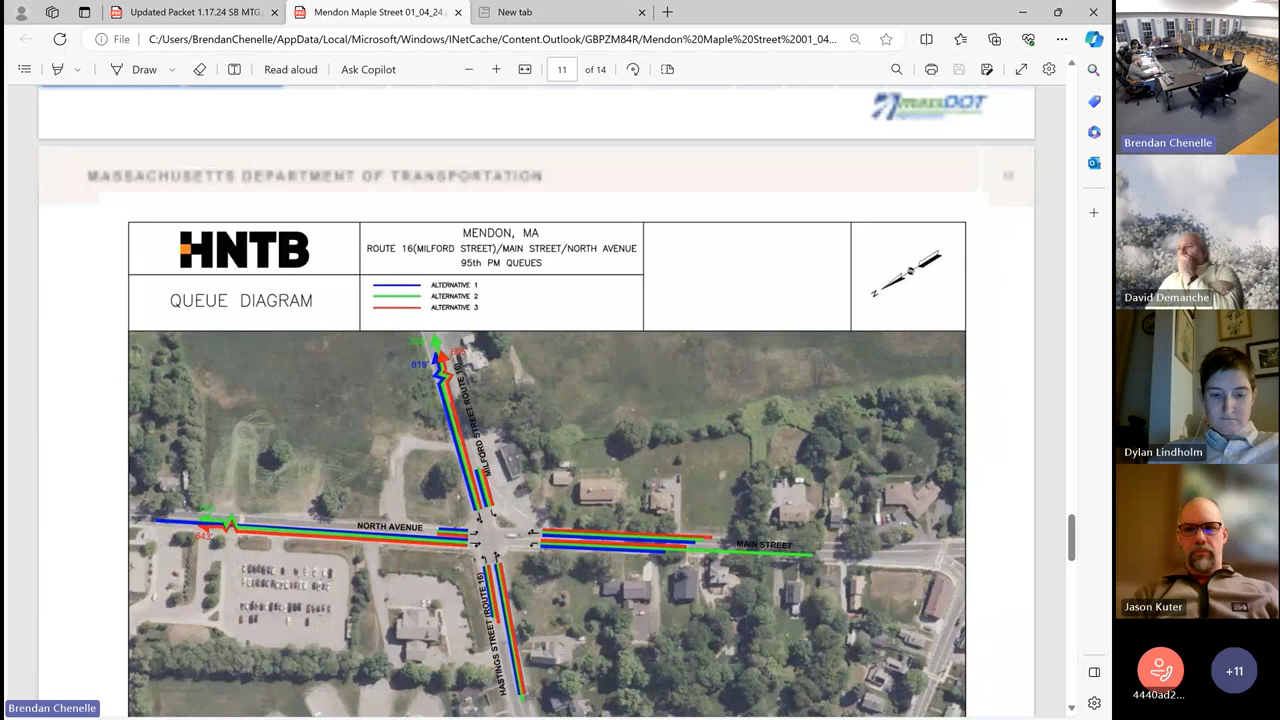 Updated Packet 1.17.24 SB MTG
Mendon Maple Street 01_04_24
New tab
File
C:/Users/BrendanChenelle/AppData/Local/Microsoft/Windows/INetCache/Content.Outlook/GBPZM84R/Mendon%20Maple%20Street%2001_04...
Draw
Read aloud
Ask Copilot
11
of 14
massDOT
MASSACHUSETTS DEPARTMENT OF TRANSPORTATION
HNTB
QUEUE DIAGRAM
MENDON, MA
ROUTE 16(MILFORD STREET)/MAIN STREET/NORTH AVENUE
95th PM QUEUES
ALTERNATIVE 1
ALTERNATIVE 2
ALTERNATIVE 3
N
819'
MILFORD STREET (ROUTE 16)
NORTH AVENUE
643'
MAIN STREET
HASTINGS STREET (ROUTE 16)
Brendan Chenelle
Brendan Chenelle
David Demanche
Dylan Lindholm
Jason Kuter
4440ad2...
+11